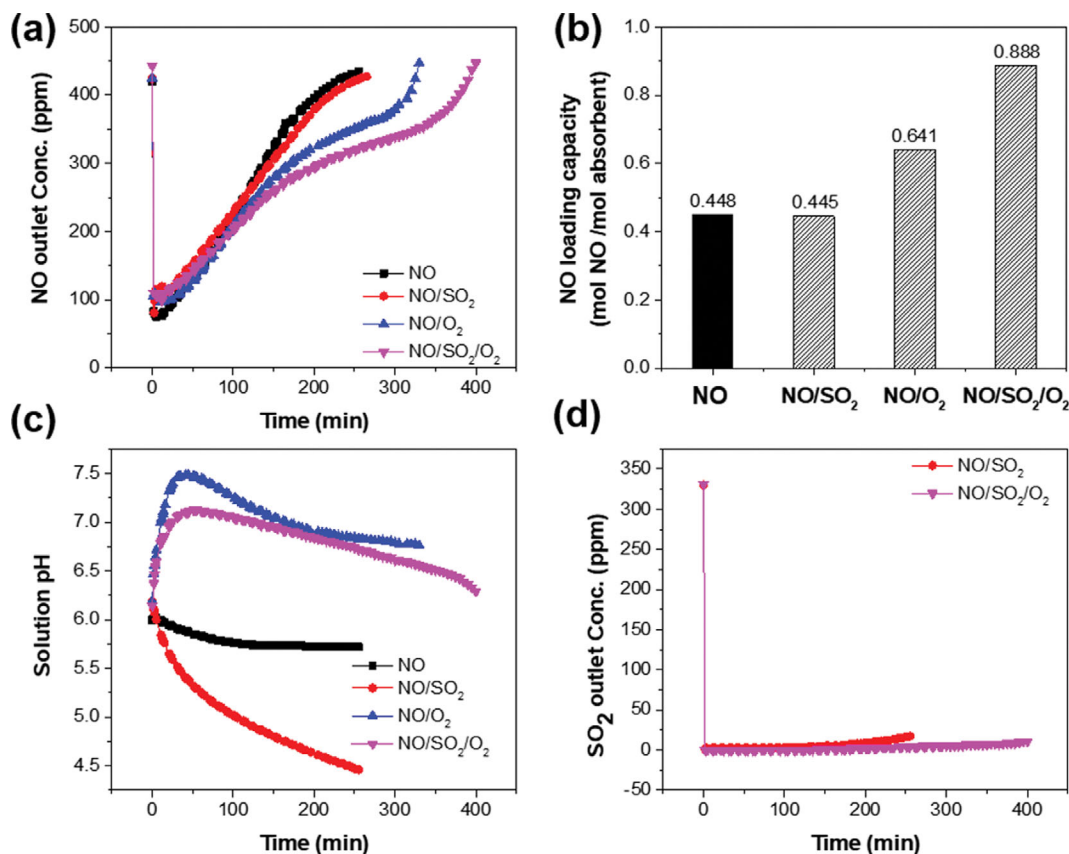 (a)
500
400
300
200
100
0
NO outlet Conc. (ppm)
NO
NO/SO₂
NO/O₂
NO/SO₂/O₂
0
100
200
300
400
Time (min)
(b)
1.0
0.8
0.6
0.4
0.2
0.0
NO loading capacity
(mol NO /mol absorbent)
0.448
0.445
0.641
0.888
NO
NO/SO₂
NO/O₂
NO/SO₂/O₂
(c)
7.5
7.0
6.5
6.0
5.5
5.0
4.5
Solution pH
NO
NO/SO₂
NO/O₂
NO/SO₂/O₂
0
100
200
300
400
Time (min)
(d)
350
300
250
200
150
100
50
0
-50
SO₂ outlet Conc. (ppm)
NO/SO₂
NO/SO₂/O₂
0
100
200
300
400
Time (min)